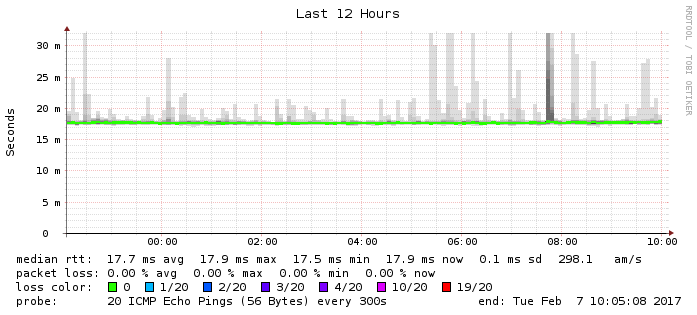 Last 12 Hours
RRDTOOL / TOBI OETIKER
Seconds
30 m
25 m
20 m
15 m
10 m
5 m
0
00:00 02:00 04:00 06:00 08:00 10:00
median rtt: 17.7 ms avg 17.9 ms max 17.5 ms min 17.9 ms now 0.1 ms sd 298.1 am/s
packet loss: 0.00 % avg 0.00 % max 0.00 % min 0.00 % now
loss color: 0 1/20 2/20 3/20 4/20 10/20 19/20
probe: 20 ICMP Echo Pings (56 Bytes) every 300s end: Tue Feb 7 10:05:08 2017